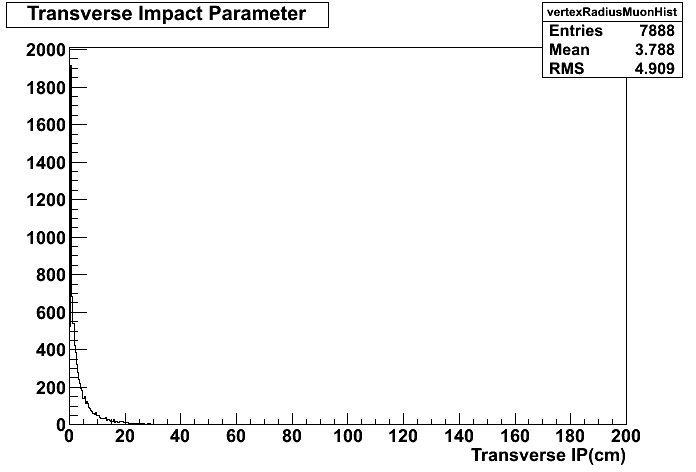 Transverse Impact Parameter
vertexRadiusMuonHist
Entries 7888
Mean 3.788
RMS 4.909
2000
1800
1600
1400
1200
1000
800
600
400
200
0
0 20 40 60 80 100 120 140 160 180 200
Transverse IP(cm)